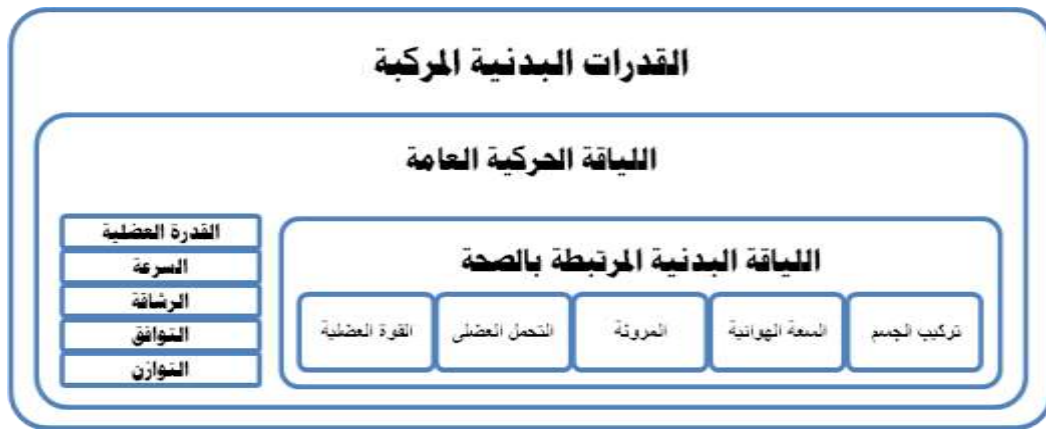 القدرات البدنية المركبة
اللياقة الحركية العامة
اللياقة البدنية المرتبطة بالصحة
تركيب الجسم
السعة الهوائية
المرونة
التحمل العضلى
القوة العضلية
القدرة العضلية
السرعة
الرشاقة
التوافق
التوازن